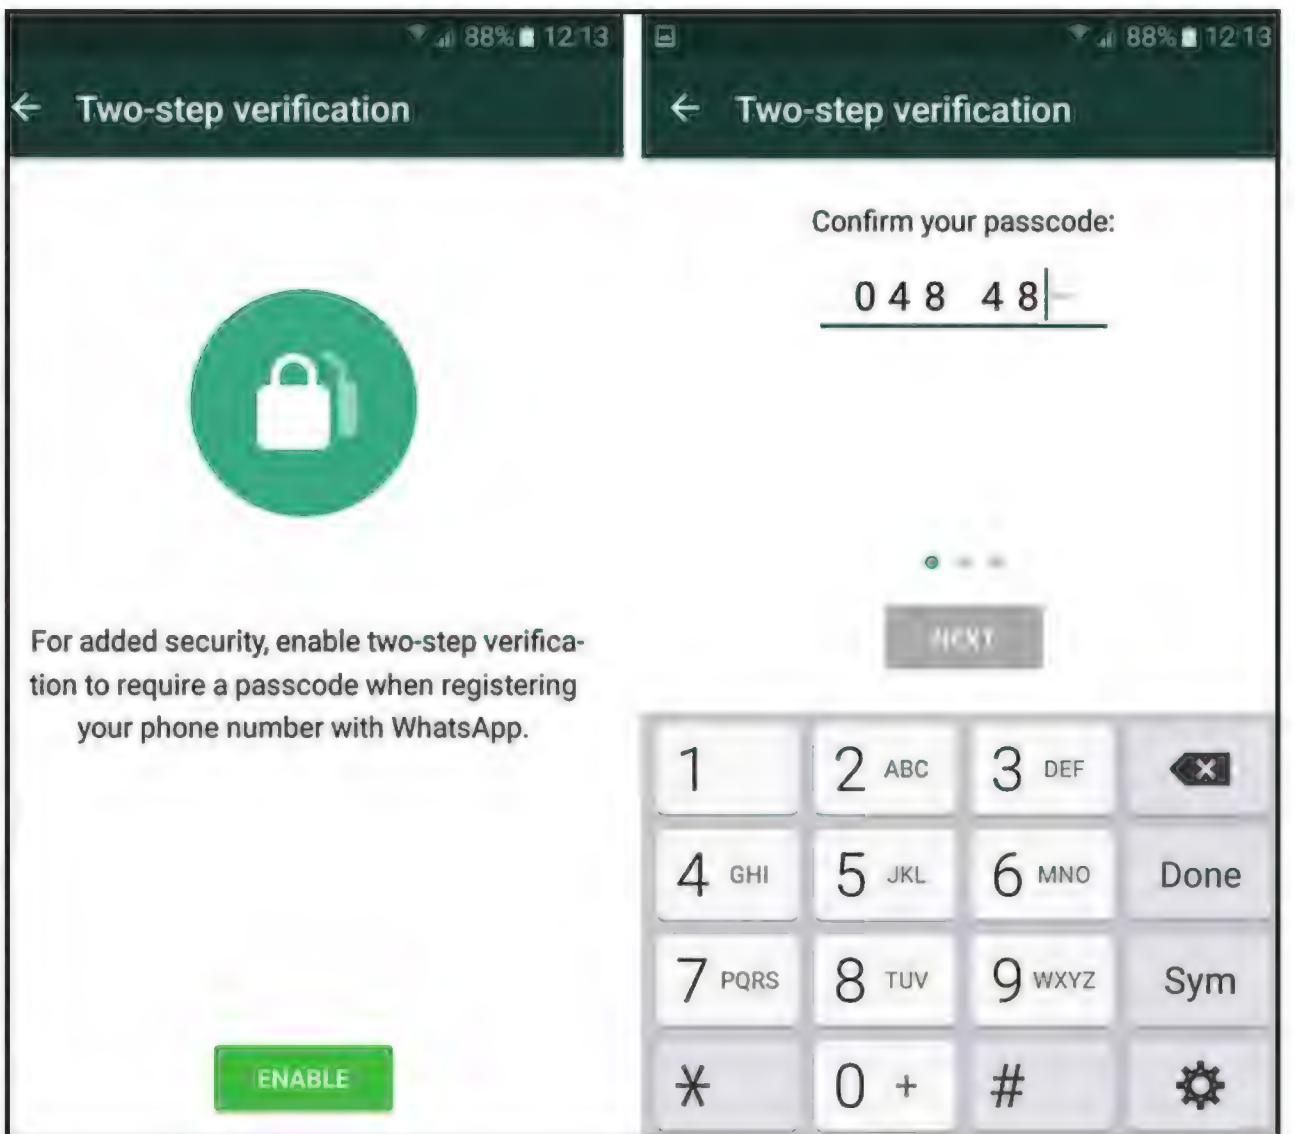 88% 12:13
Two-step verification
For added security, enable two-step verifica-
tion to require a passcode when registering
your phone number with WhatsApp.
ENABLE
88% 12:13
Two-step verification
Confirm your passcode:
048 48
NEXT
1 2 ABC 3 DEF
4 GHI 5 JKL 6 MNO Done
7 PQRS 8 TUV 9 WXYZ Sym
* 0 + #